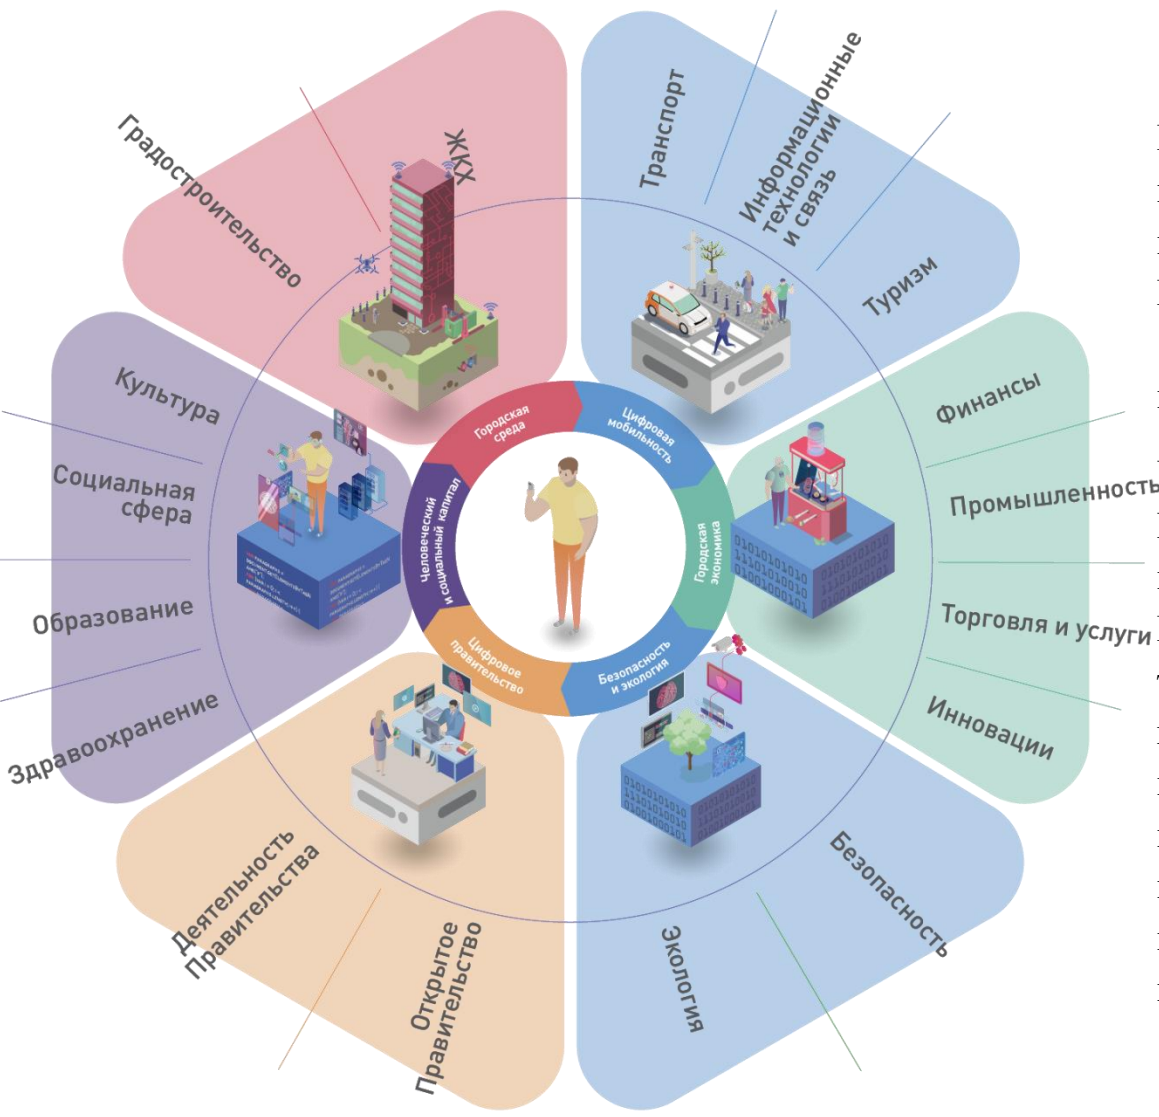 Градостроительство
ЖКХ
Транспорт
Информационные
технологии
и связь
Туризм
Финансы
Промышленность
Торговля и услуги
Инновации
Безопасность
Экология
Открытое
Правительство
Деятельность
Правительства
Здравоохранение
Образование
Социальная
сфера
Культура
Городская
среда
Цифровая
мобильность
Городская
экономика
Безопасность
и экология
Цифровое
правительство
Человеческий
и социальный капитал